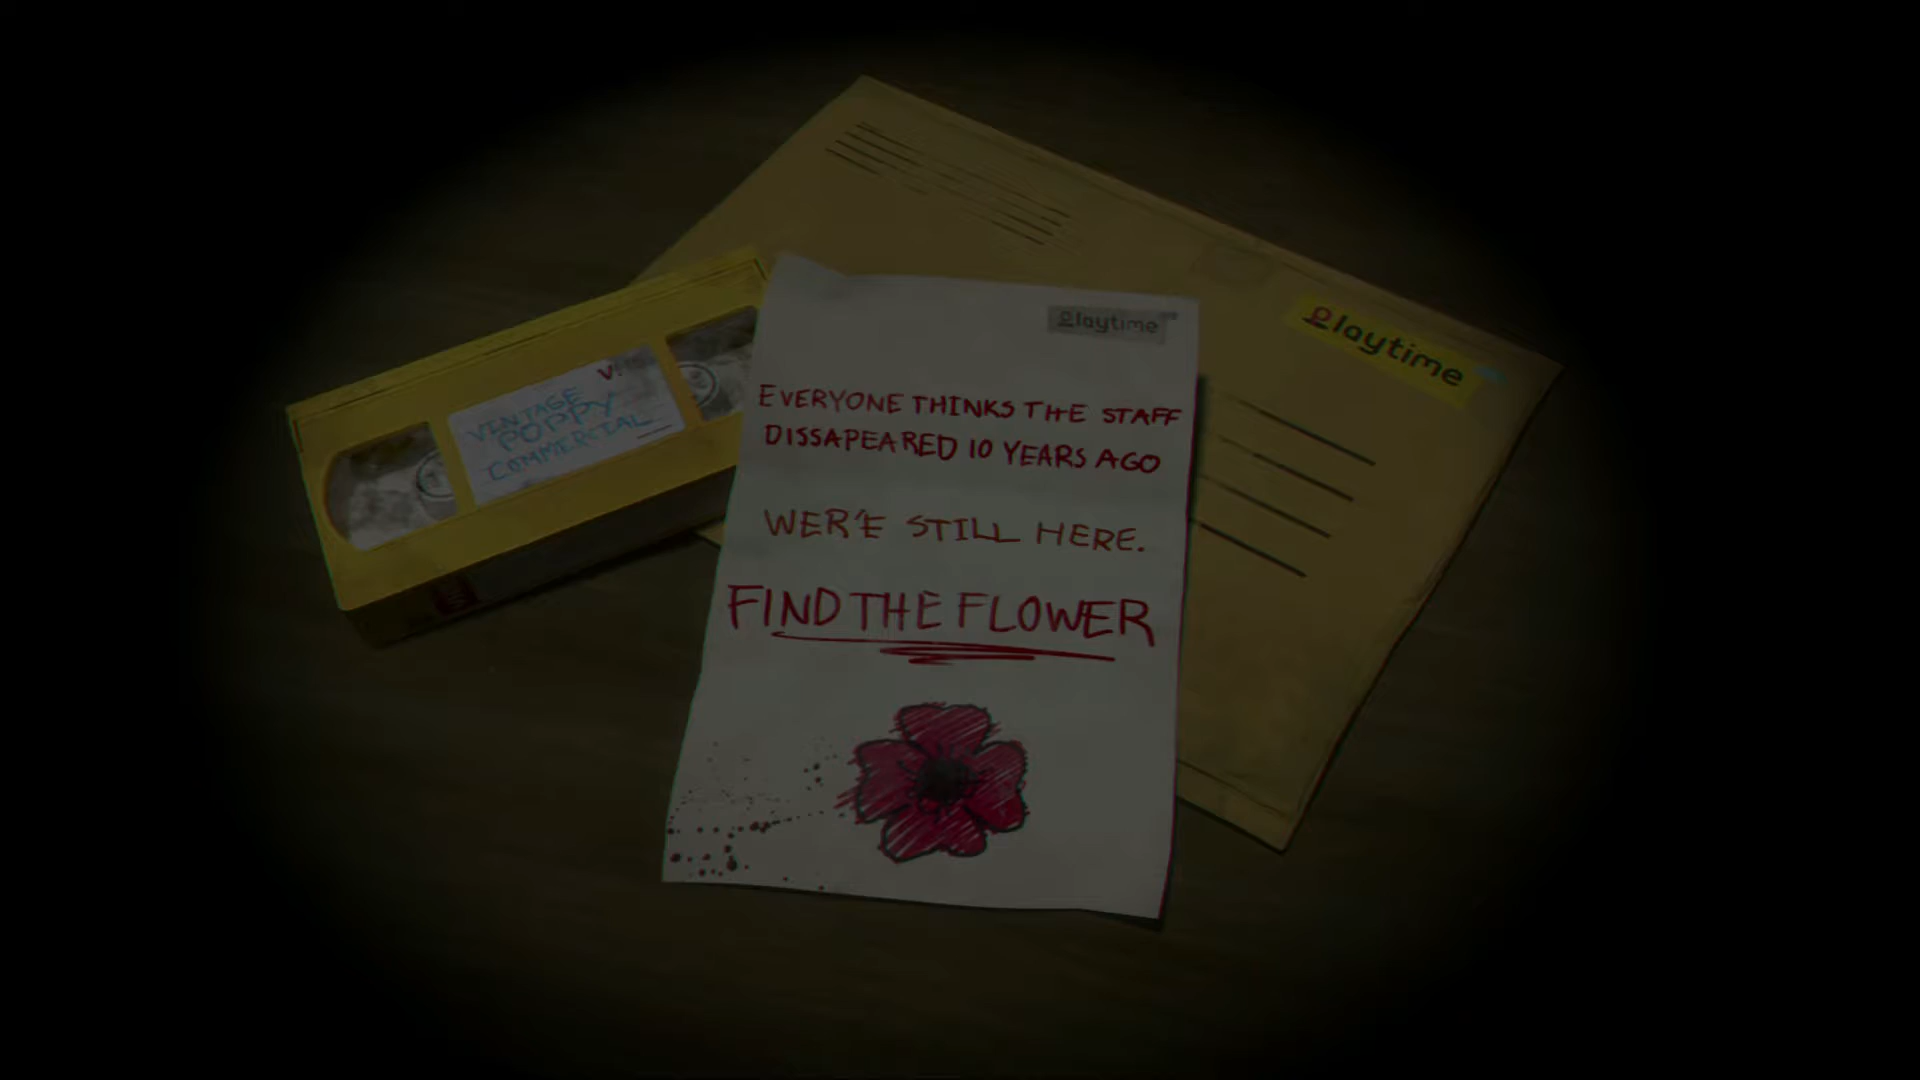 playtime
playtime
VINTAGE
POPPY
COMMERCIAL
EVERYONE THINKS THE STAFF
DISSAPEARED 10 YEARS AGO
WER'E STILL HERE.
FIND THE FLOWER